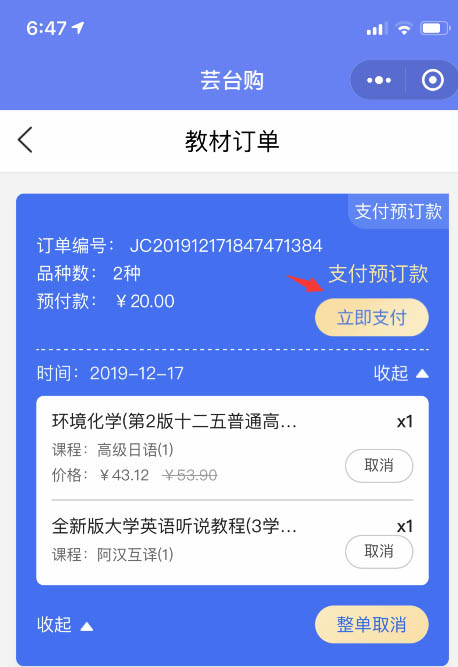 6:47
芸台购
教材订单
支付预订款
订单编号： JC201912171847471384
品种数： 2种
支付预订款
预付款： ￥20.00
立即支付
时间： 2019-12-17
收起
环境化学(第2版十二五普通高... x1
课程：高级日语(1)
价格：￥43.12 ￥53.90
取消
全新版大学英语听说教程(3学... x1
课程：阿汉互译(1)
取消
收起
整单取消